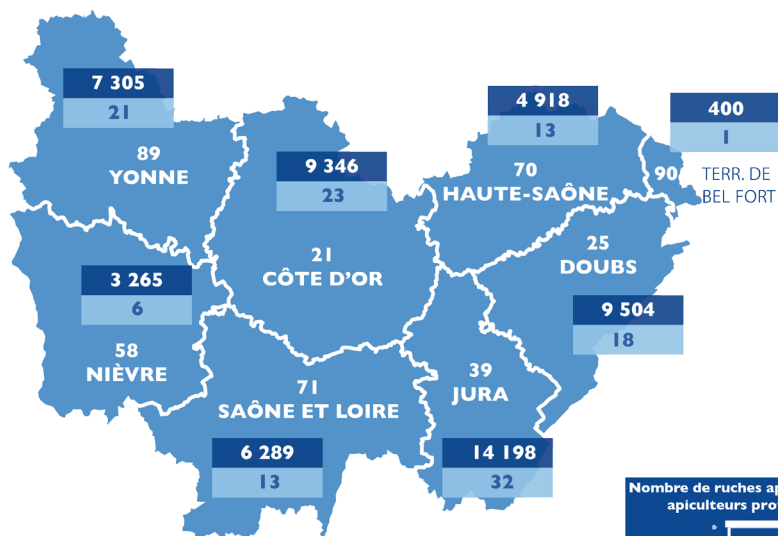 7 305
21
89
YONNE
9 346
23
21
CÔTE D’OR
4 918
13
70
HAUTE-SAÔNE
400
1
90
TERR. DE
BEL FORT
25
DOUBS
9 504
18
3 265
6
58
NIÈVRE
71
SAÔNE ET LOIRE
6 289
13
39
JURA
14 198
32
Nombre de ruches
apiculteurs